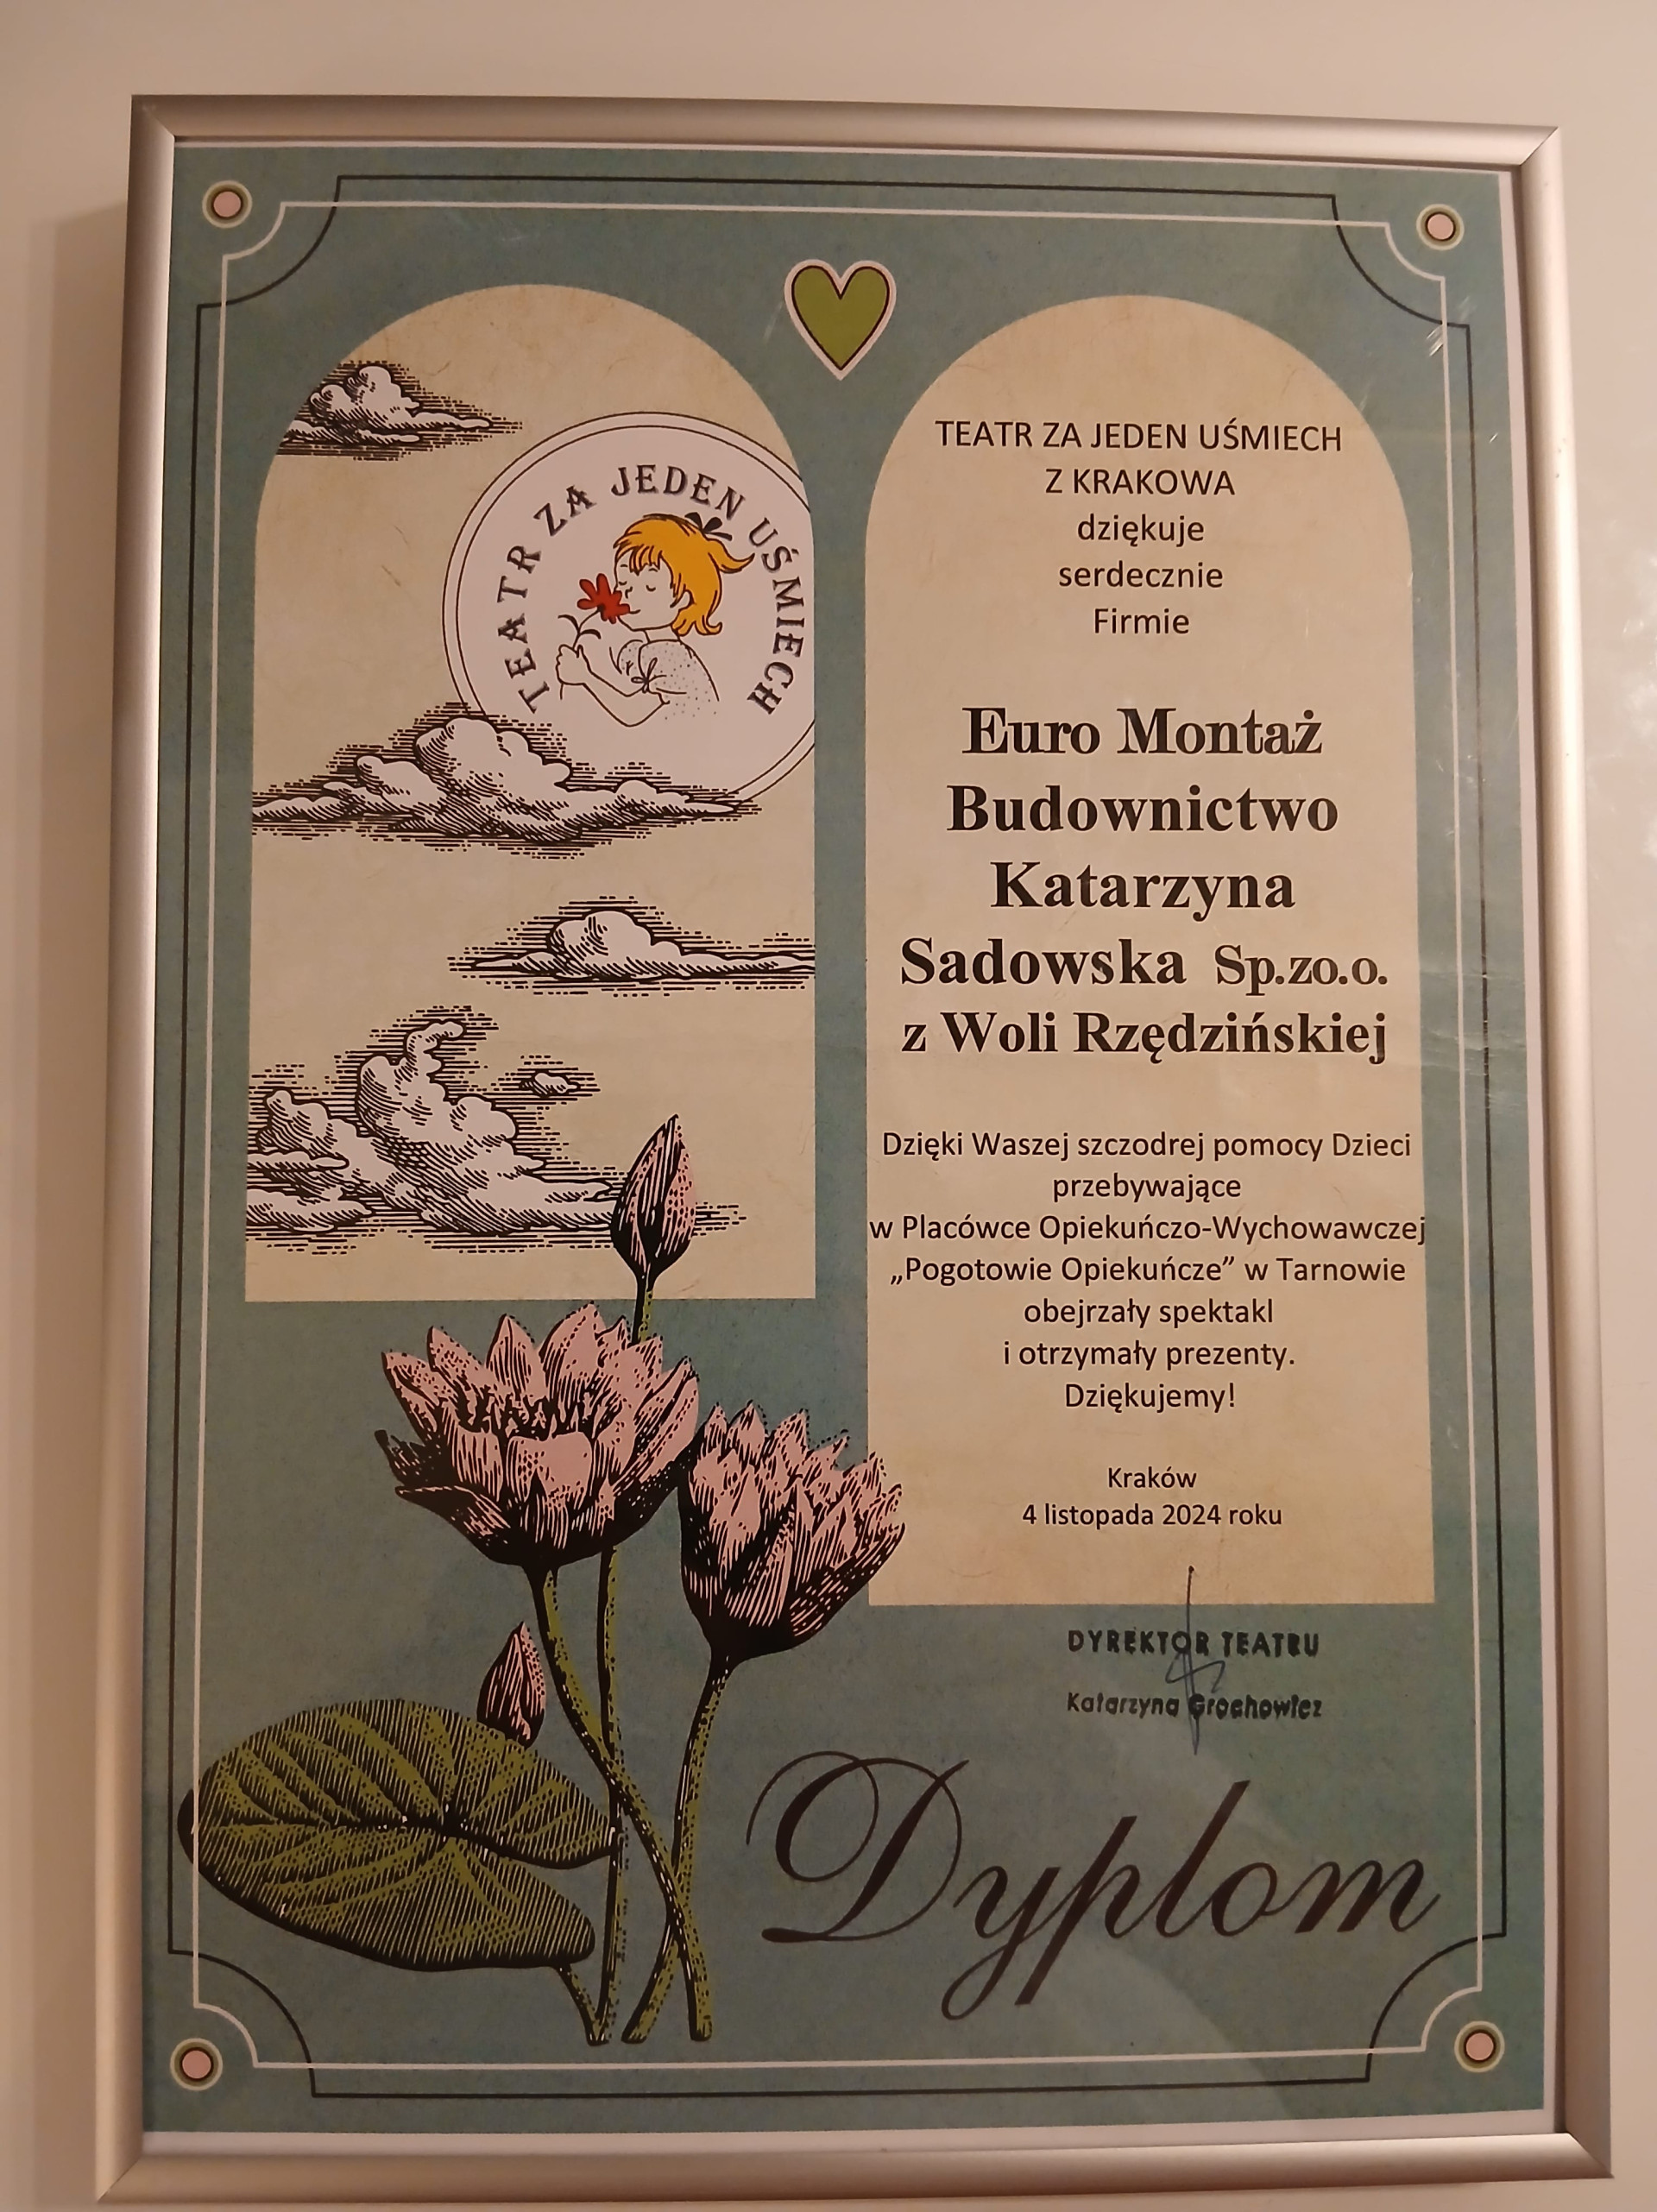 TEATR ZA JEDEN UŚMIECH
TEATR ZA JEDEN UŚMIECH
Z KRAKOWA
dziękuje
serdecznie
Firmie
Euro Montaż
Budownictwo
Katarzyna
Sadowska Sp.zo.o.
z Woli Rzędzińskiej
Dzięki Waszej szczodrej pomocy Dzieci
przebywające
w Placówce Opiekuńczo-Wychowawczej
„Pogotowie Opiekuńcze” w Tarnowie
obejrzały spektakl
i otrzymały prezenty.
Dziękujemy!
Kraków
4 listopada 2024 roku
DYREKTOR TEATRU
Katarzyna Grochowicz
Dyplom